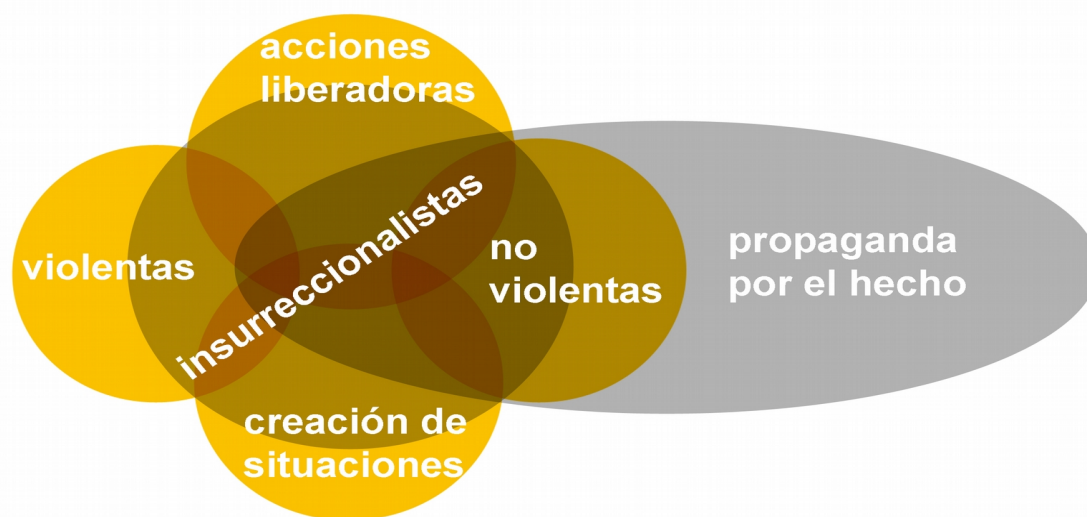 acciones
liberadoras
violentas
insurreccionalistas
no
violentas
propaganda
por el hecho
creación de
situaciones